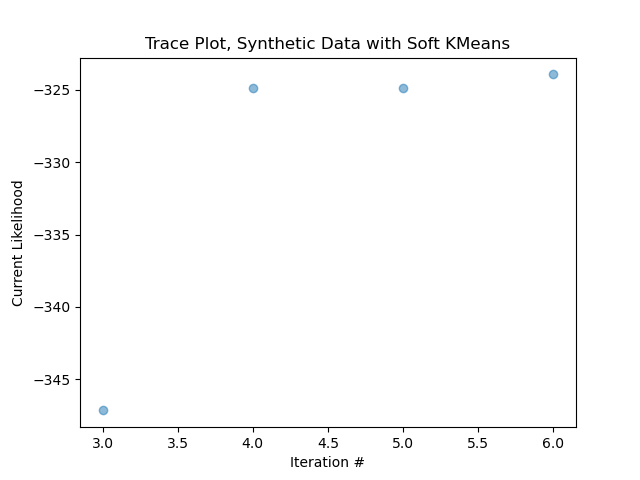 Trace Plot, Synthetic Data with Soft KMeans
−325
−330
−335
−340
−345
Current Likelihood
3.0 3.5 4.0 4.5 5.0 5.5 6.0
Iteration #